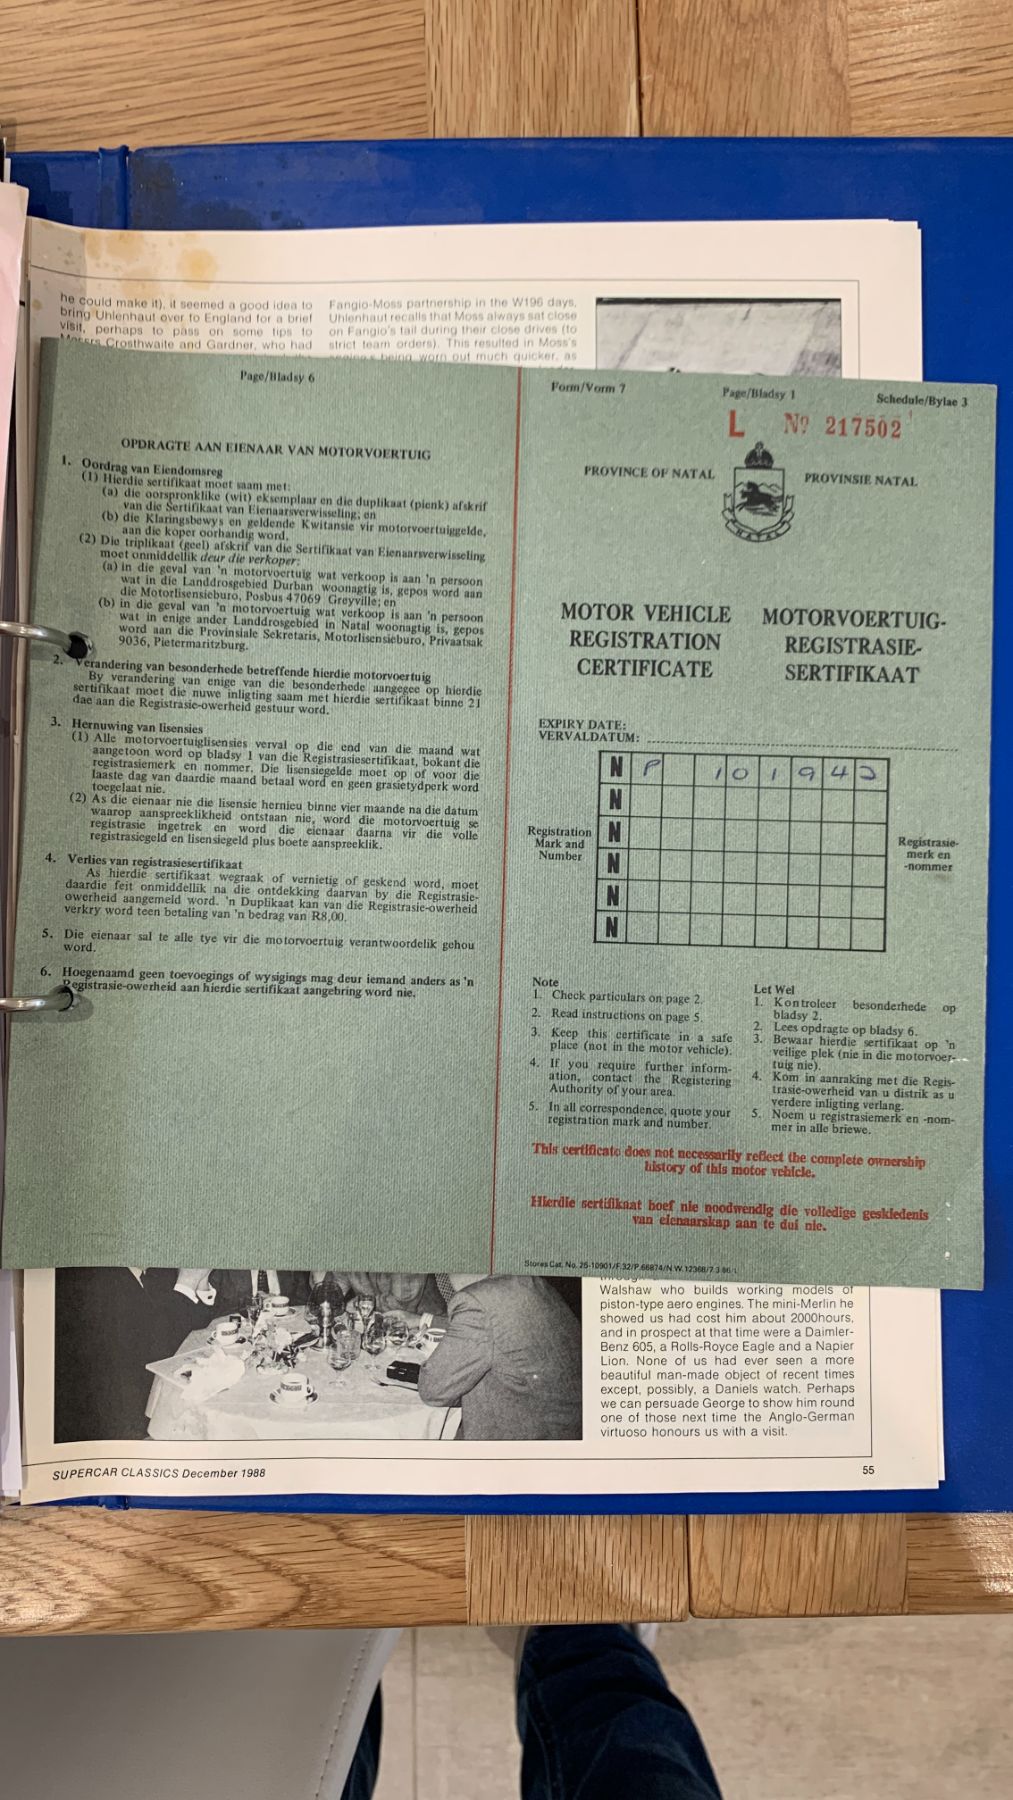 he could make it), it seemed a good idea to
bring Uhlenhaut over to England for a brief
visit, perhaps to pass on some tips to
Messrs Crosthwaite and Gardner, who had
Fangio-Moss partnership in the W196 days.
Uhlenhaut recalls that Moss always sat close
on Fangio's tail during their close drives (to
strict team orders). This resulted in Moss's
being worn out much quicker, as
Page/Bladsy 6
OPDRAGTE AAN EIENAAR VAN MOTORVOERTUIG
1. Oordrag van Eiendomsreg
(1) Hierdie sertifikaat moet saam met:
(a) die oorspronklike (wit) eksemplaar en die duplikaat (pienk) afskrif
van die Sertifikaat van Eienaarsverwisseling; en
(b) die Klaringsbewys en geldende Kwitansie vir motorvoertuiggelde,
aan die koper oorhandig word.
(2) Die triplikaat (geel) afskrif van die Sertifikaat van Eienaarsverwisseling
moet onmiddellik deur die verkoper:
(a) in die geval van 'n motorvoertuig wat verkoop is aan 'n persoon
wat in die Landdrosgebied Durban woonagtig is, gepos word aan
die Motorlisensieburo, Posbus 47069 Greyville; en
(b) in die geval van 'n motorvoertuig wat verkoop is aan 'n persoon
wat in enige ander Landdrosgebied in Natal woonagtig is, gepos
word aan die Provinsiale Sekretaris, Motorlisensieburo, Privaatsak
9036, Pietermaritzburg.
2. Verandering van besonderhede betreffende hierdie motorvoertuig
By verandering van enige van die besonderhede aangegee op hierdie
sertifikaat moet die nuwe inligting saam met hierdie sertifikaat binne 21
dae aan die Registrasie-owerheid gestuur word.
3. Hernuwing van lisensies
(1) Alle motorvoertuiglisensies verval op die end van die maand wat
aangetoon word op bladsy 1 van die Registrasiesertifikaat, bokant die
registrasiemerk en nommer. Die lisensiegelde moet op of voor die
laaste dag van daardie maand betaal word en geen grasietydperk word
toegelaat nie.
(2) As die eienaar nie die lisensie hernieu binne vier maande na die datum
waarop aanspreeklikheid ontstaan nie, word die motorvoertuig se
registrasie ingetrek en word die eienaar daarna vir die volle
registrasiegeld en lisensiegeld plus boete aanspreeklik.
4. Verlies van registrasiesertifikaat
As hierdie sertifikaat wegraak of vernietig of geskend word, moet
daardie feit onmiddellik na die ontdekking daarvan by die Registrasie-
owerheid aangemeld word. 'n Duplikaat kan van die Registrasie-owerheid
verkry word teen betaling van 'n bedrag van R8,00.
5. Die eienaar sal te alle tye vir die motorvoertuig verantwoordelik gehou
word.
6. Hoegenaamd geen toevoegings of wysigings mag deur iemand anders as 'n
Registrasie-owerheid aan hierdie sertifikaat aangebring word nie.
Form/Vorm 7
Page/Bladsy 1
Schedule/Bylae 3
L Nº 217502
PROVINCE OF NATAL
PROVINSIE NATAL
NATAL
MOTOR VEHICLE
REGISTRATION
CERTIFICATE
MOTORVOERTUIG-
REGISTRASIE-
SERTIFIKAAT
EXPIRY DATE:
VERVALDATUM:
N P 101942
N
N
N
N
N
Registration
Mark and
Number
Registrasie-
merk en
-nommer
Note
1. Check particulars on page 2.
2. Read instructions on page 5.
3. Keep this certificate in a safe
place (not in the motor vehicle).
4. If you require further inform-
ation, contact the Registering
Authority of your area.
5. In all correspondence, quote your
registration mark and number.
Let Wel
1. Kontroleer besonderhede op
bladsy 2.
2. Lees opdragte op bladsy 6.
3. Bewaar hierdie sertifikaat op 'n
veilige plek (nie in die motorvoer-
tuig nie).
4. Kom in aanraking met die Regis-
trasie-owerheid van u distrik as u
verdere inligting verlang.
5. Noem u registrasiemerk en -nom-
mer in alle briewe.
This certificate does not necessarily reflect the complete ownership
history of this motor vehicle.
Hierdie sertifikaat hoef nie noodwendig die volledige geskiedenis
van eienaarskap aan te dui nie.
Stores Cat. No. 26-10901/F.32/P.66874/N.W.12368/7.3.86/L
Walshaw who builds working models of
piston-type aero engines. The mini-Merlin he
showed us had cost him about 2000hours,
and in prospect at that time were a Daimler-
Benz 605, a Rolls-Royce Eagle and a Napier
Lion. None of us had ever seen a more
beautiful man-made object of recent times
except, possibly, a Daniels watch. Perhaps
we can persuade George to show him round
one of those next time the Anglo-German
virtuoso honours us with a visit.
SUPERCAR CLASSICS December 1988
55